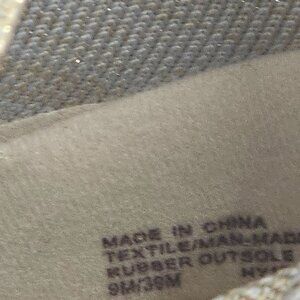 MADE IN CHINA
TEXTILE/MAN-MADE
RUBBER OUTSOLE
9M/39M